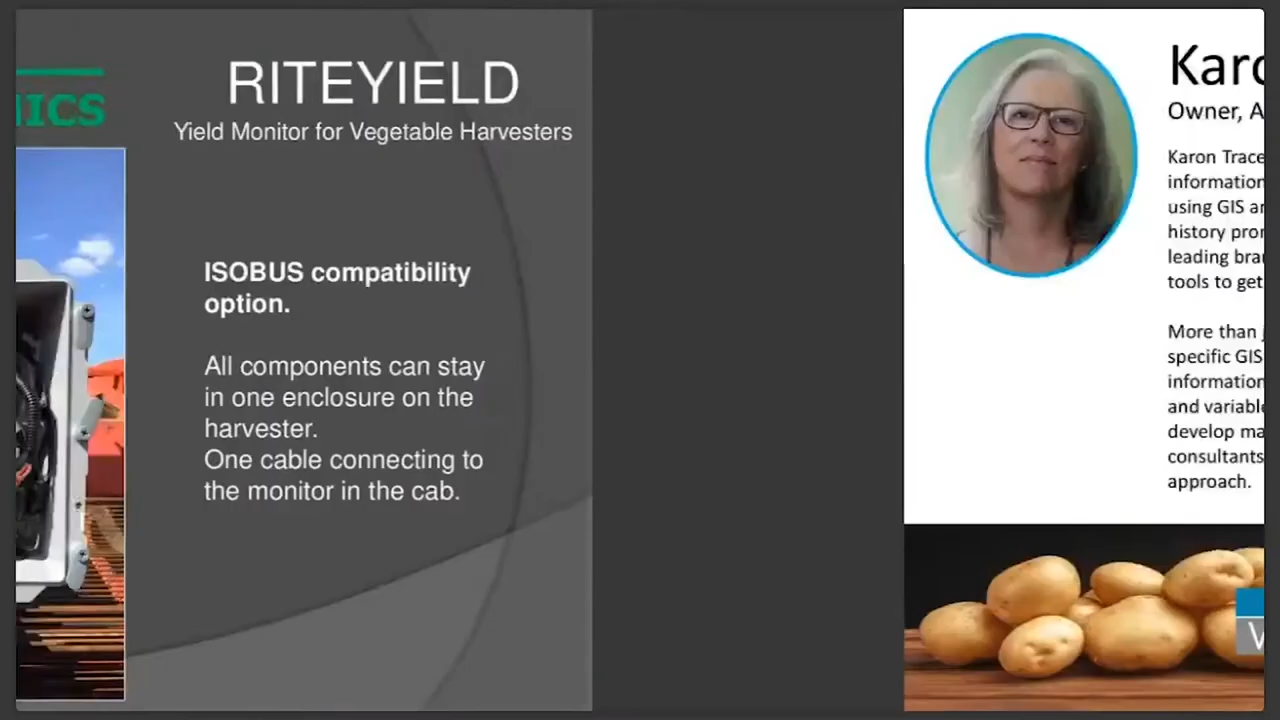 NICS
RITEYIELD
Yield Monitor for Vegetable Harvesters
ISOBUS compatibility
option.
All components can stay
in one enclosure on the
harvester.
One cable connecting to
the monitor in the cab.
Karo
Owner, A
Karon Trace
information
using GIS a
history pro
leading bra
tools to get
More than
specific GIS
information
and variabl
develop ma
consultants
approach.
V